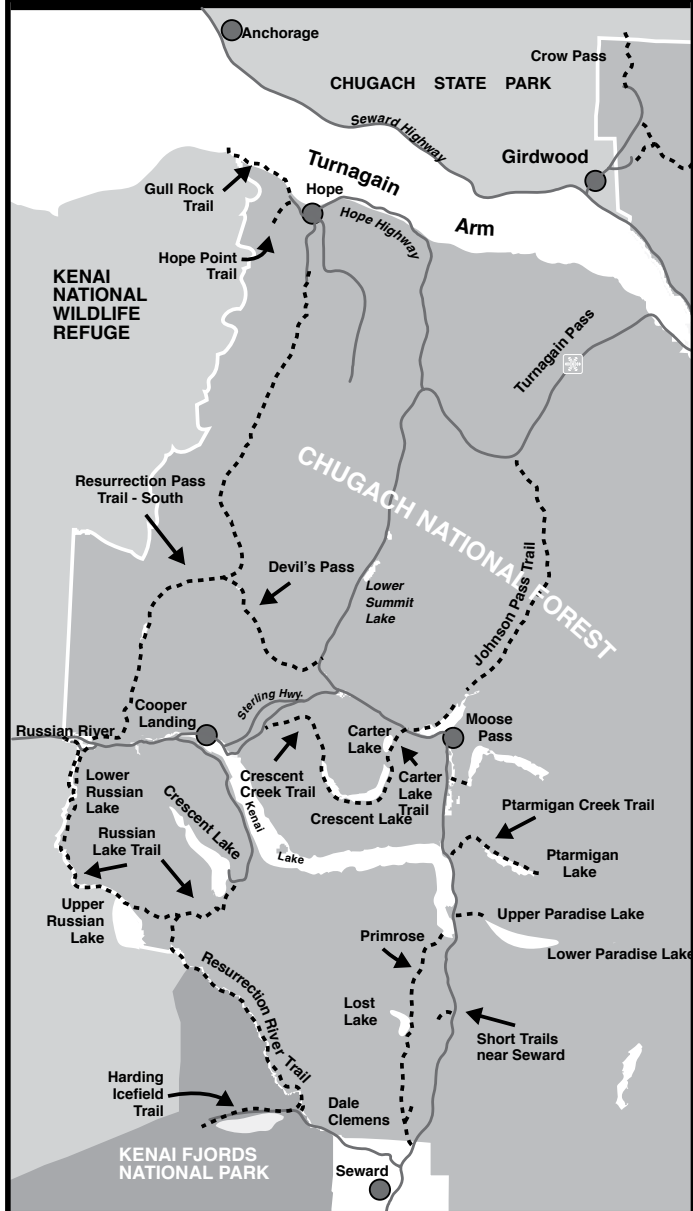 Anchorage
Crow Pass
CHUGACH STATE PARK
Seward Highway
Girdwood
Turnagain
Arm
Gull Rock
Trail
Hope
Hope Highway
Hope Point
Trail
KENAI
NATIONAL
WILDLIFE
REFUGE
Turnagain Pass
CHUGACH NATIONAL FOREST
Resurrection Pass
Trail - South
Devil's Pass
Lower
Summit
Lake
Johnson Pass Trail
Cooper
Landing
Sterling Hwy.
Russian River
Carter
Lake
Moose
Pass
Crescent
Creek Trail
Carter
Lake
Trail
Crescent Lake
Lower
Russian
Lake
Crescent Lake
Kenai
Lake
Russian
Lake Trail
Ptarmigan Creek Trail
Ptarmigan
Lake
Upper
Russian
Lake
Upper Paradise Lake
Primrose
Lower Paradise Lake
Resurrection River Trail
Lost
Lake
Short Trails
near Seward
Harding
Icefield
Trail
Dale
Clemens
KENAI FJORDS
NATIONAL PARK
Seward